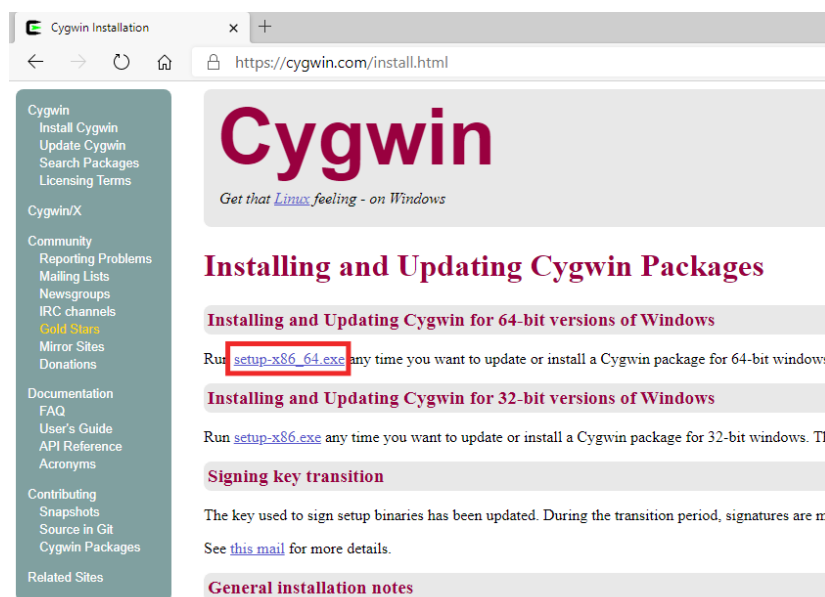 Cygwin Installation
https://cygwin.com/install.html
Cygwin
Install Cygwin
Update Cygwin
Search Packages
Licensing Terms
Cygwin/X
Community
Reporting Problems
Mailing Lists
Newsgroups
IRC channels
Gold Stars
Mirror Sites
Donations
Documentation
FAQ
User's Guide
API Reference
Acronyms
Contributing
Snapshots
Source in Git
Cygwin Packages
Related Sites
Cygwin
Get that Linux feeling - on Windows
Installing and Updating Cygwin Packages
Installing and Updating Cygwin for 64-bit versions of Windows
Run setup-x86_64.exe any time you want to update or install a Cygwin package for 64-bit windows
Installing and Updating Cygwin for 32-bit versions of Windows
Run setup-x86.exe any time you want to update or install a Cygwin package for 32-bit windows.
Signing key transition
The key used to sign setup binaries has been updated. During the transition period, signatures are
See this mail for more details.
General installation notes